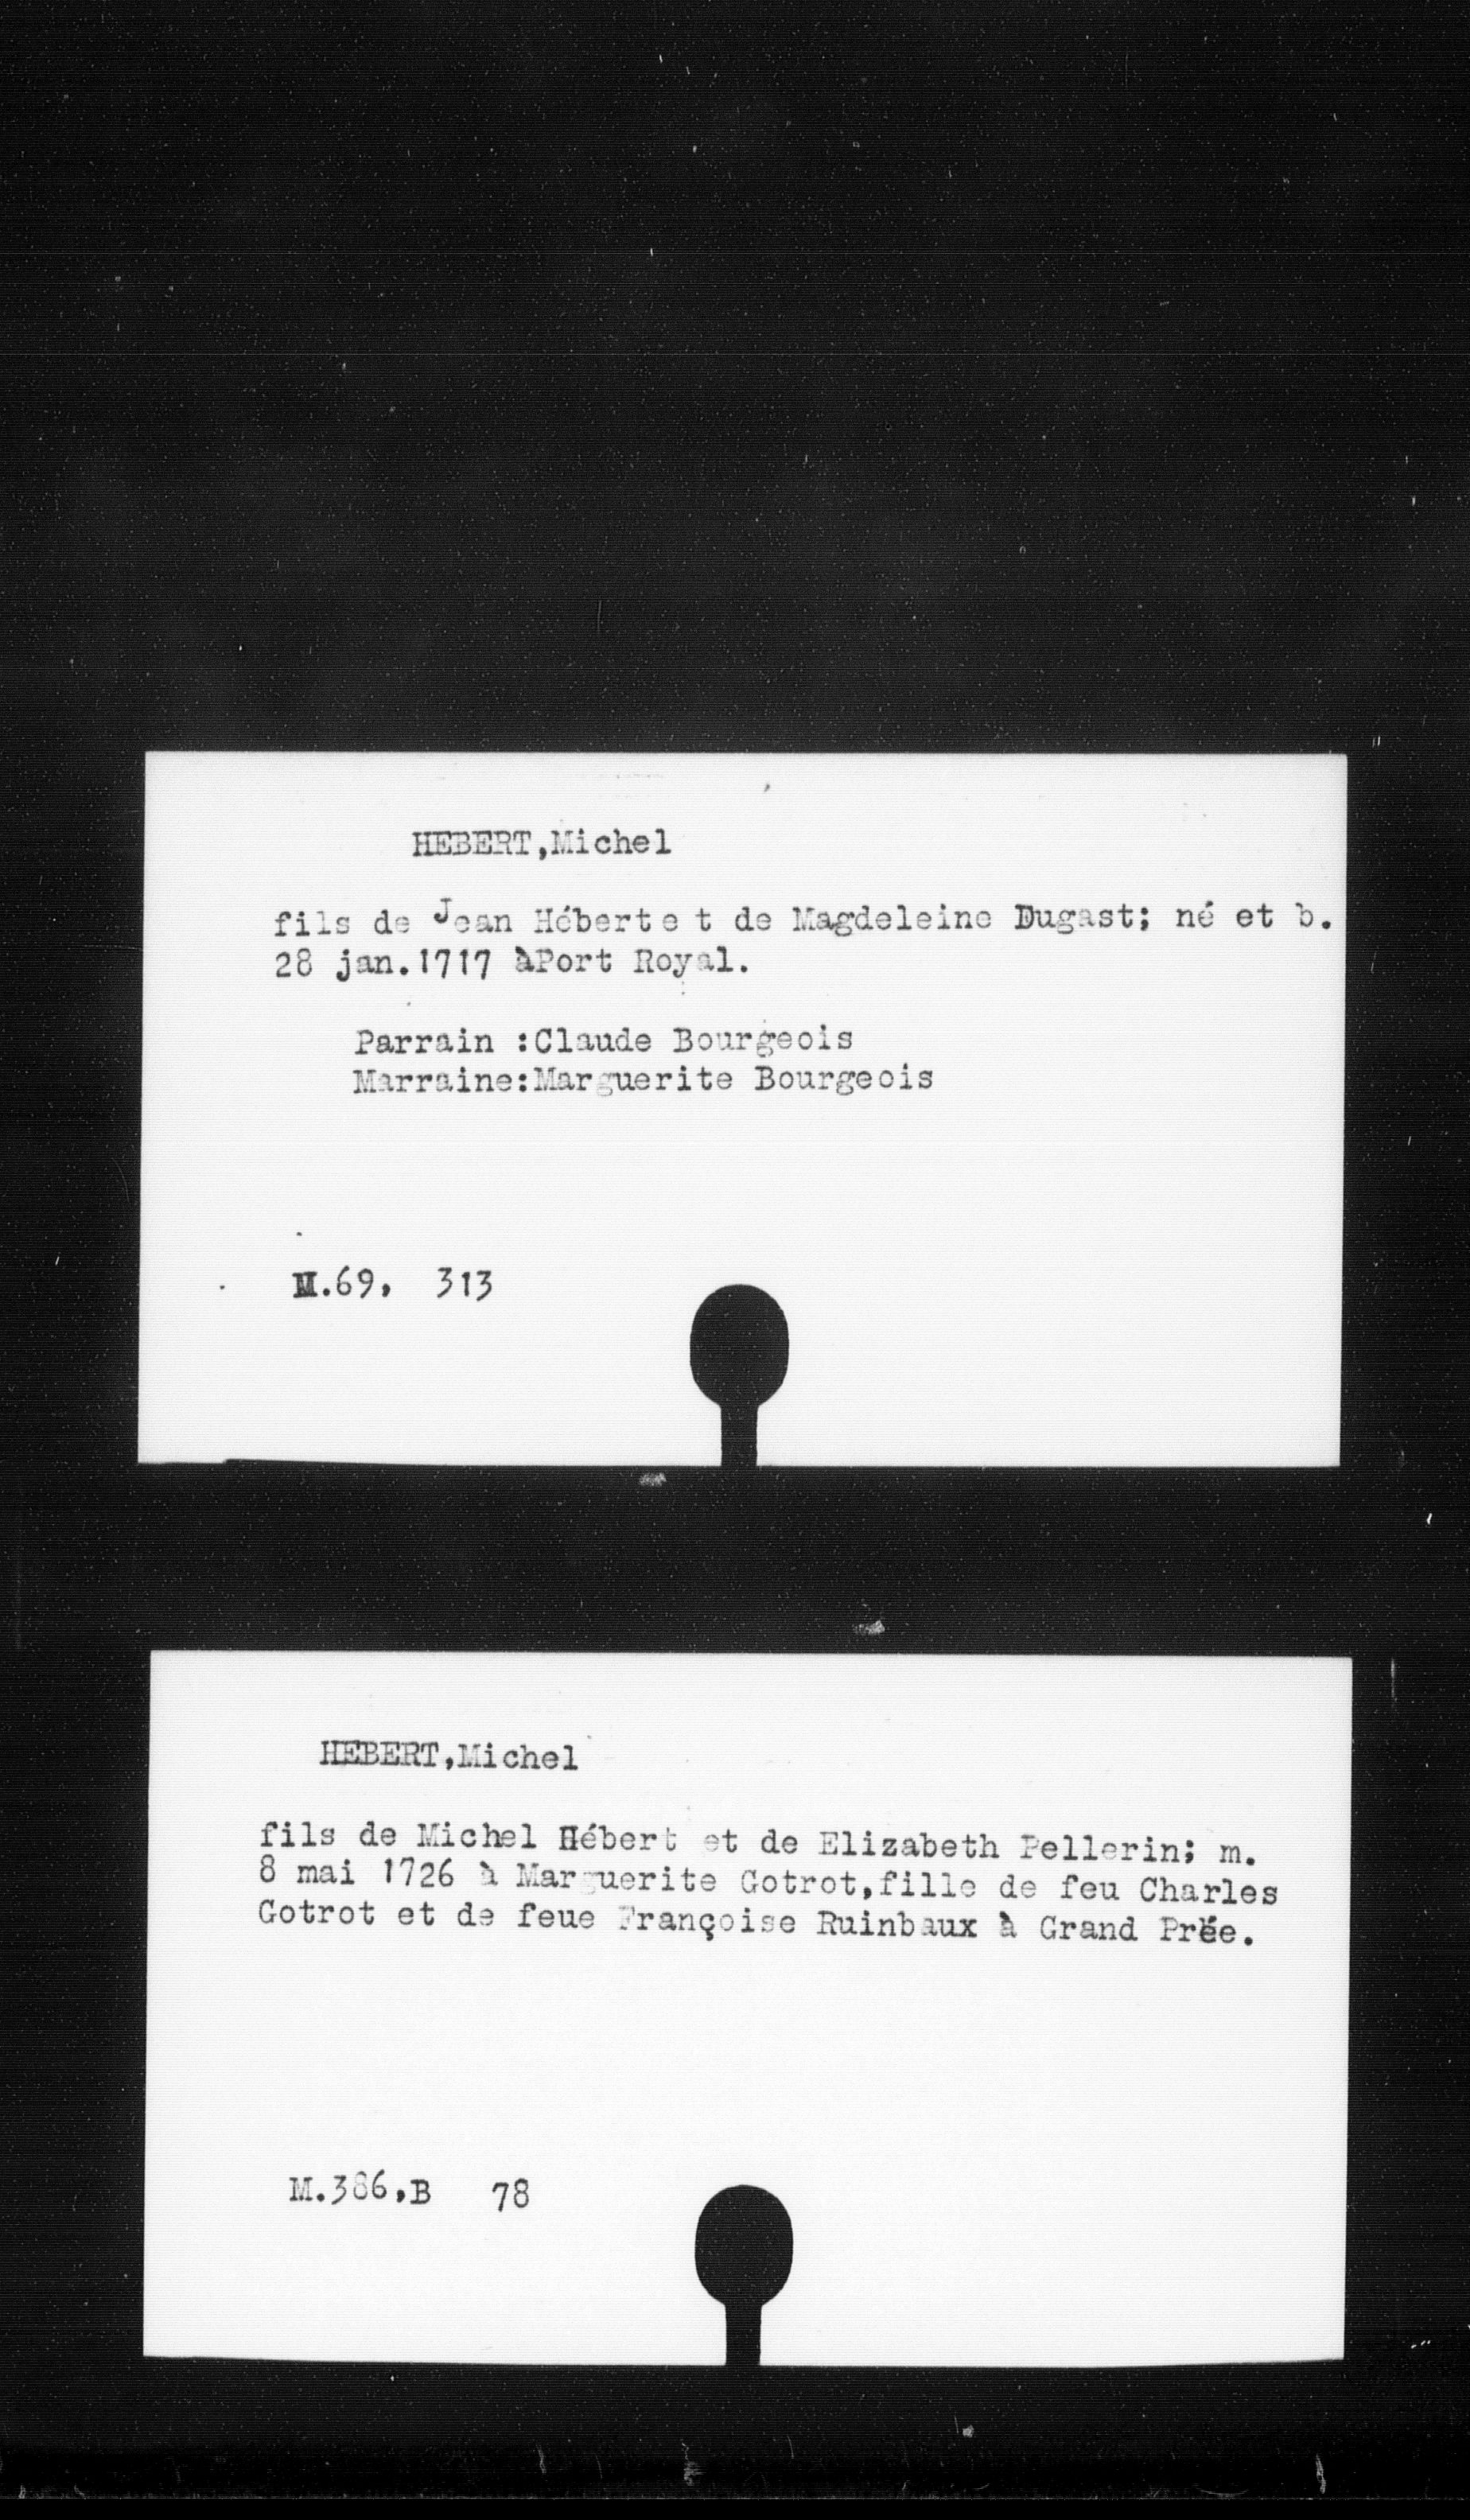 HEBERT,Michel
fils de Jean Hébert et de Magdeleine Dugast; né et b.
28 jan.1717 àPort Royal.
Parrain :Claude Bourgeois
Marraine:Marguerite Bourgeois
M.69, 313
HEBERT,Michel
fils de Michel Hébert et de Elizabeth Pellerin; m.
8 mai 1726 à Marguerite Gotrot,fille de feu Charles
Gotrot et de feue Françoise Ruinbaux à Grand Prée.
M.386,B 78